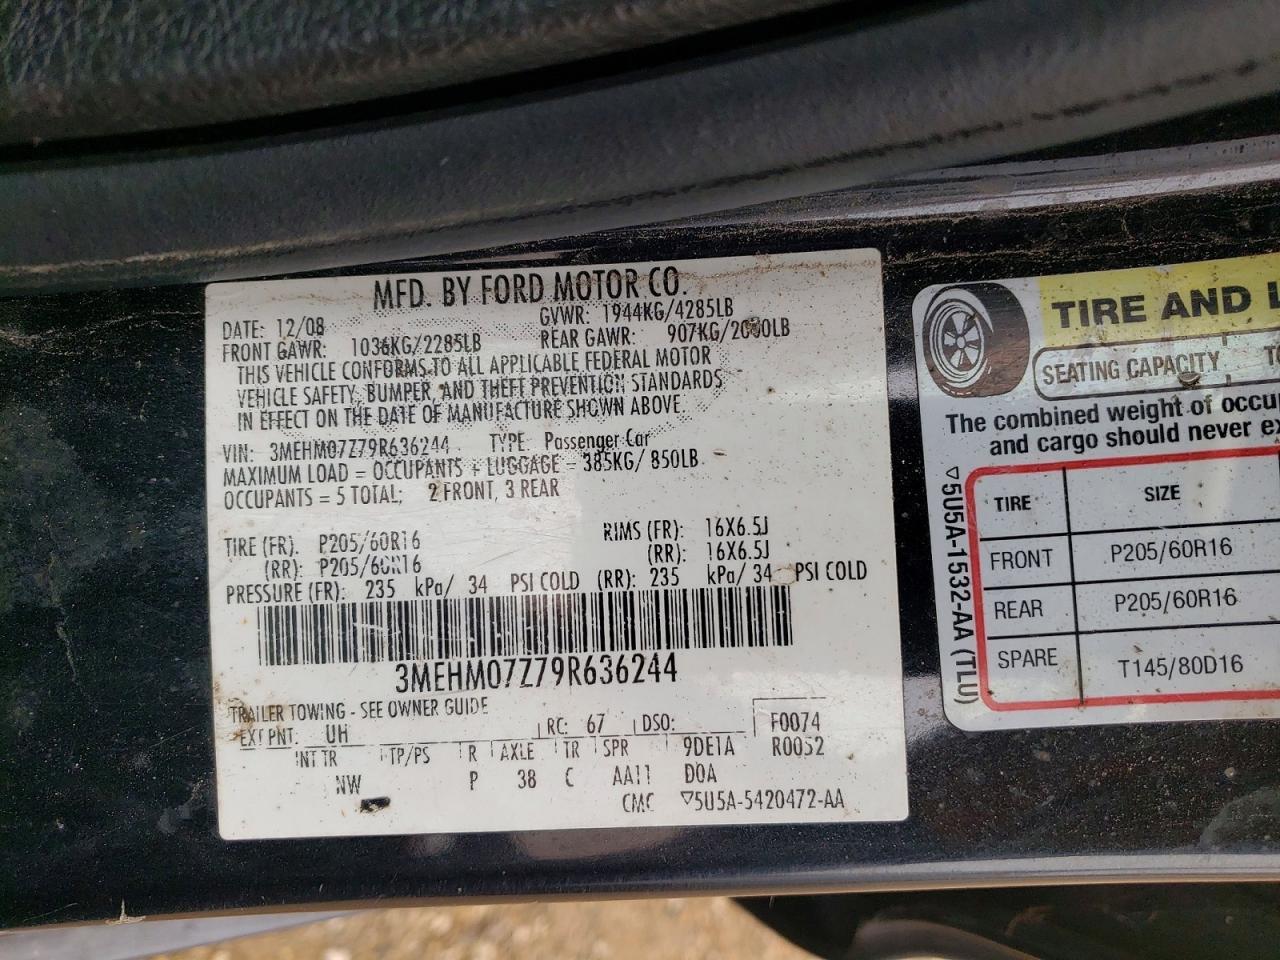 MFD. BY FORD MOTOR CO.
DATE: 12/08 GVWR: 1944KG/4285LB
FRONT GAWR: 1036KG/2285LB REAR GAWR: 907KG/2000LB
THIS VEHICLE CONFORMS TO ALL APPLICABLE FEDERAL MOTOR
VEHICLE SAFETY, BUMPER, AND THEFT PREVENTION STANDARDS
IN EFFECT ON THE DATE OF MANUFACTURE SHOWN ABOVE.
VIN: 3MEHM07Z79R636244 TYPE: Passenger Car
MAXIMUM LOAD = OCCUPANTS + LUGGAGE = 385KG/ 850LB
OCCUPANTS = 5 TOTAL; 2 FRONT, 3 REAR
TIRE (FR): P205/60R16 RIMS (FR): 16X6.5J
(RR): P205/60R16 (RR): 16X6.5J
PRESSURE (FR): 235 kPa/ 34 PSI COLD (RR): 235 kPa/ 34 PSI COLD
3MEHM07Z79R636244
TRAILER TOWING - SEE OWNER GUIDE
EXT PNT: UH RC: 67 DSO: F0074
INT TR TP/PS R AXLE TR SPR 9DE1A R0052
NW P 38 C AA11 D0A
CMC ▽5U5A-5420472-AA
TIRE AND L
SEATING CAPACITY TO
The combined weight of occup
and cargo should never ex
▽5U5A-1532-AA (TLU)
TIRE SIZE
FRONT P205/60R16
REAR P205/60R16
SPARE T145/80D16